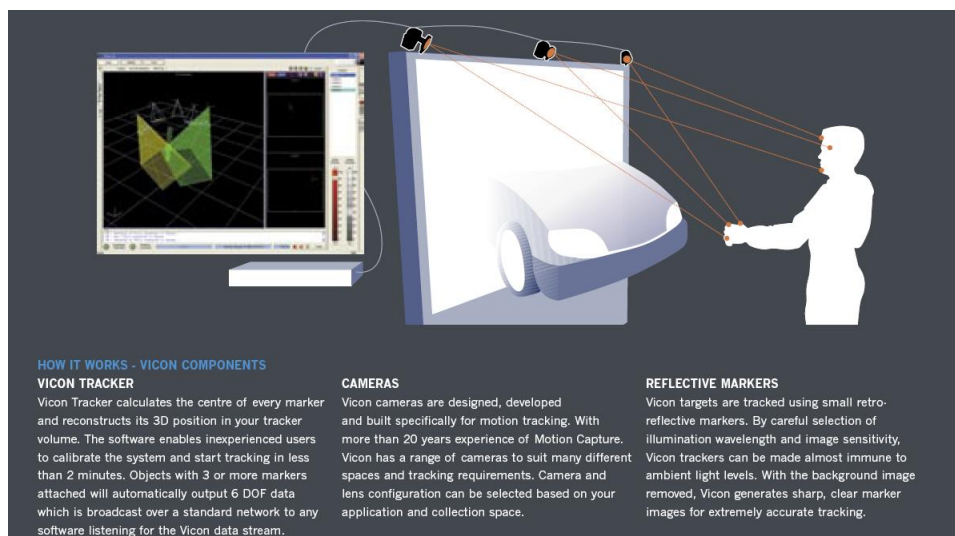 HOW IT WORKS - VICON COMPONENTS
VICON TRACKER
Vicon Tracker calculates the centre of every marker
and reconstructs its 3D position in your tracker
volume. The software enables inexperienced users
to calibrate the system and start tracking in less
than 2 minutes. Objects with 3 or more markers
attached will automatically output 6 DOF data
which is broadcast over a standard network to any
software listening for the Vicon data stream.
CAMERAS
Vicon cameras are designed, developed
and built specifically for motion tracking. With
more than 20 years experience of Motion Capture.
Vicon has a range of cameras to suit many different
spaces and tracking requirements. Camera and
lens configuration can be selected based on your
application and collection space.
REFLECTIVE MARKERS
Vicon targets are tracked using small retro-
reflective markers. By careful selection of
illumination wavelength and image sensitivity,
Vicon trackers can be made almost immune to
ambient light levels. With the background image
removed, Vicon generates sharp, clear marker
images for extremely accurate tracking.